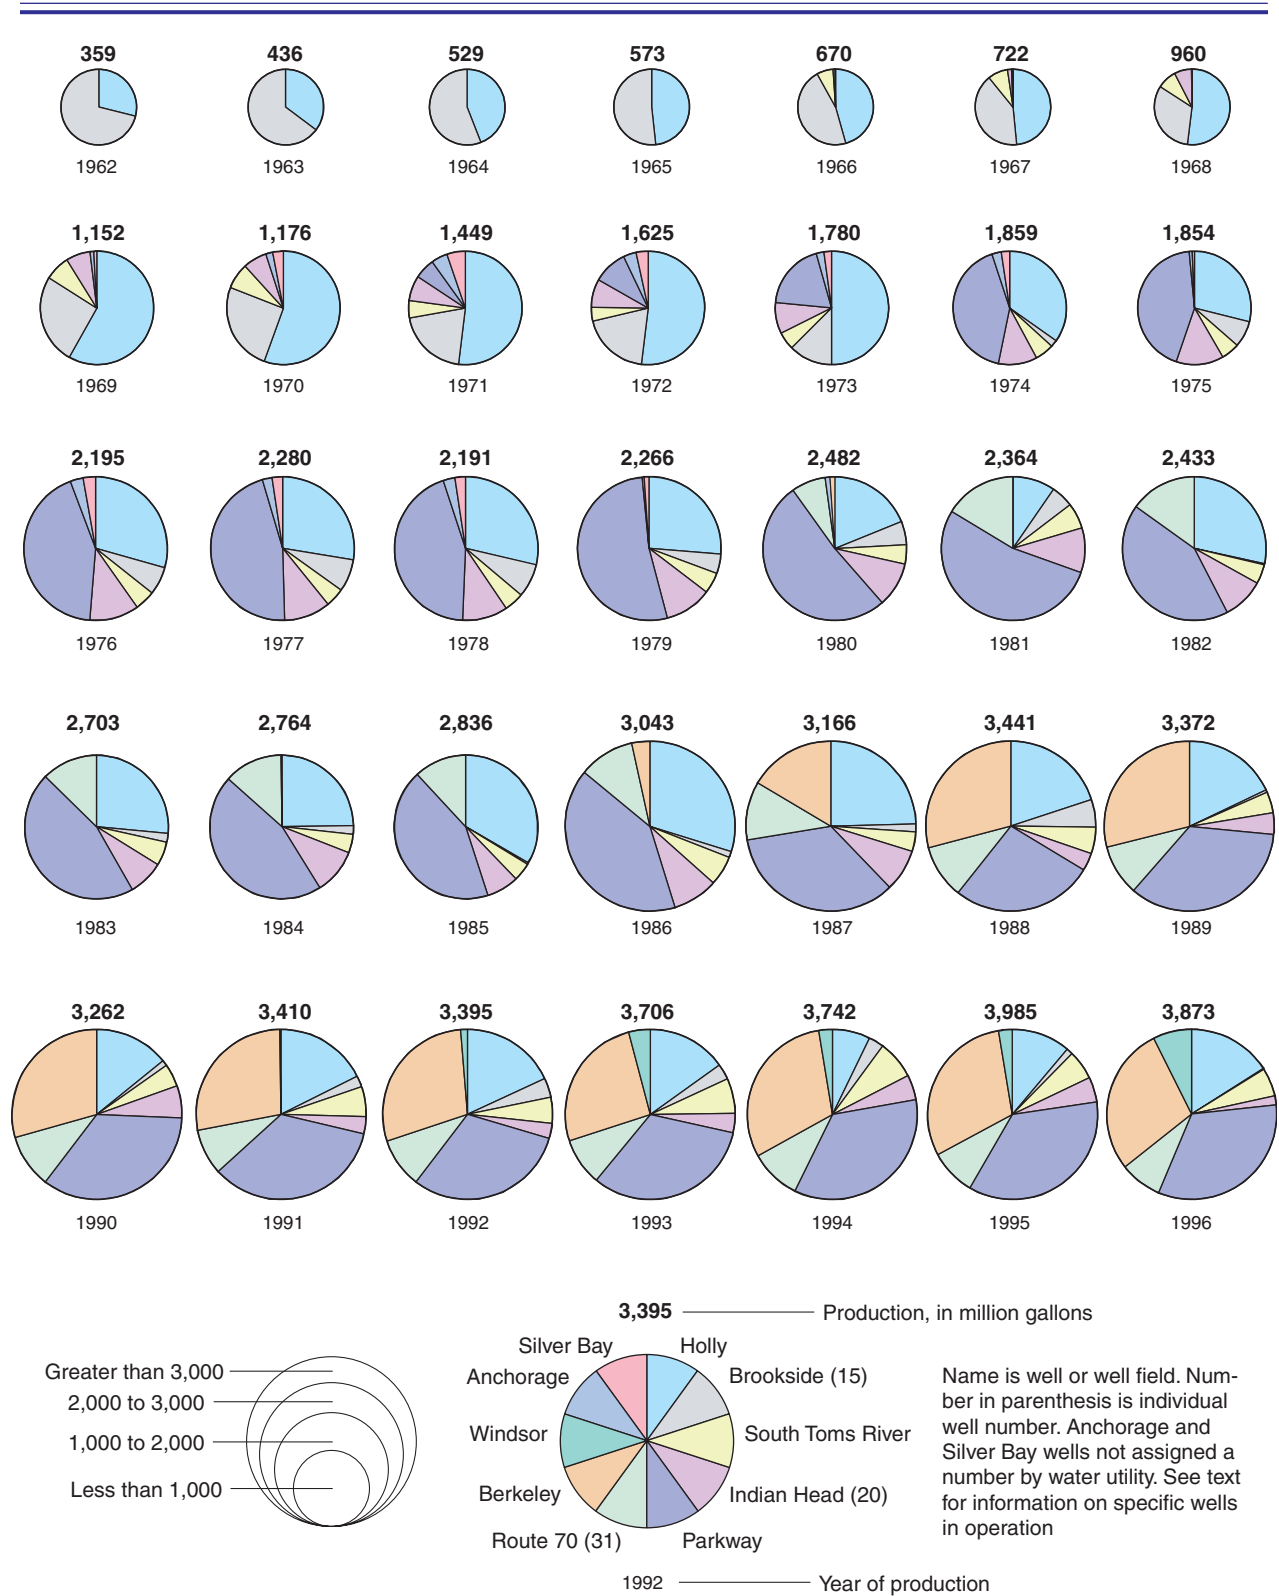 359 436 529 573 670 722 960
1962 1963 1964 1965 1966 1967 1968
1,152 1,176 1,449 1,625 1,780 1,859 1,854
1969 1970 1971 1972 1973 1974 1975
2,195 2,280 2,191 2,266 2,482 2,364 2,433
1976 1977 1978 1979 1980 1981 1982
2,703 2,764 2,836 3,043 3,166 3,441 3,372
1983 1984 1985 1986 1987 1988 1989
3,262 3,410 3,395 3,706 3,742 3,985 3,873
1990 1991 1992 1993 1994 1995 1996
3,395 Production, in million gallons
Greater than 3,000
2,000 to 3,000
1,000 to 2,000
Less than 1,000
Silver Bay Holly
Anchorage Brookside (15)
Windsor South Toms River
Berkeley Indian Head (20)
Route 70 (31) Parkway
1992 Year of production
Name is well or well field. Num-
ber in parenthesis is individual
well number. Anchorage and
Silver Bay wells not assigned a
number by water utility. See text
for information on specific wells
in operation